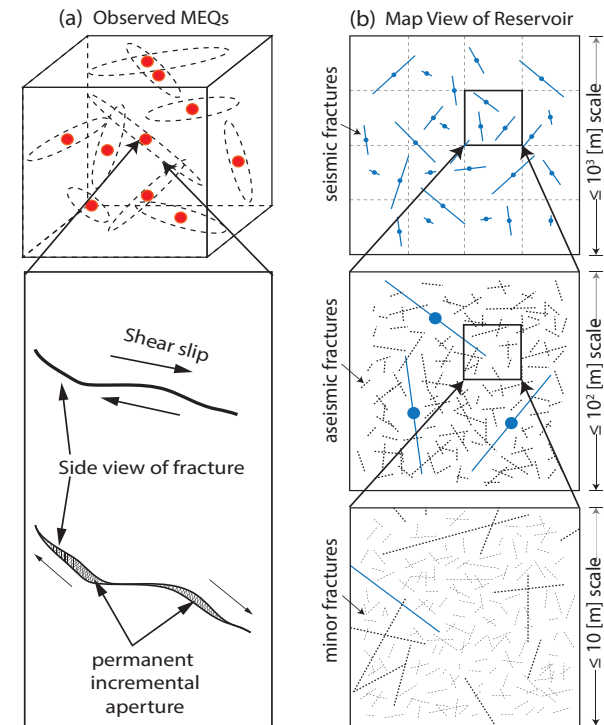 (a) Observed MEQs
Shear slip
Side view of fracture
permanent
incremental
aperture
(b) Map View of Reservoir
seismic fractures
≤ 10³ [m] scale
aseismic fractures
≤ 10² [m] scale
minor fractures
≤ 10 [m] scale